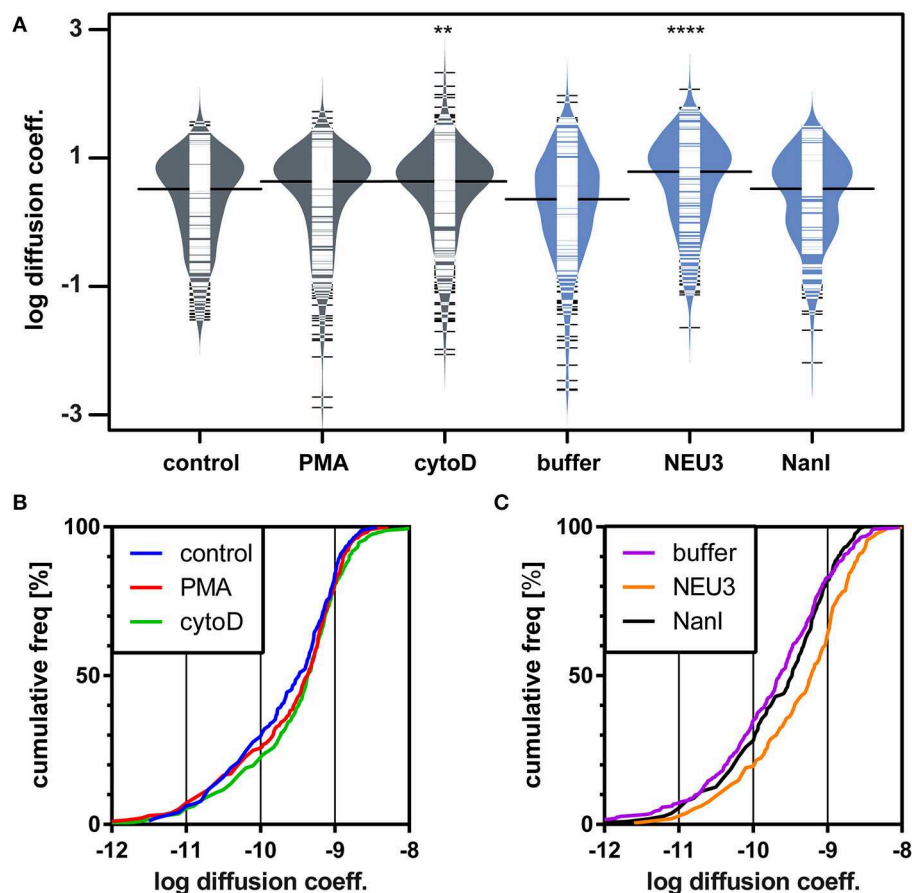 A
log diffusion coeff.
3
1
-1
-3
** ****
control PMA cytoD buffer NEU3 NanI
B
cumulative freq [%]
100
50
0
control
PMA
cytoD
-12 -11 -10 -9 -8
log diffusion coeff.
C
cumulative freq [%]
100
50
0
buffer
NEU3
NanI
-12 -11 -10 -9 -8
log diffusion coeff.